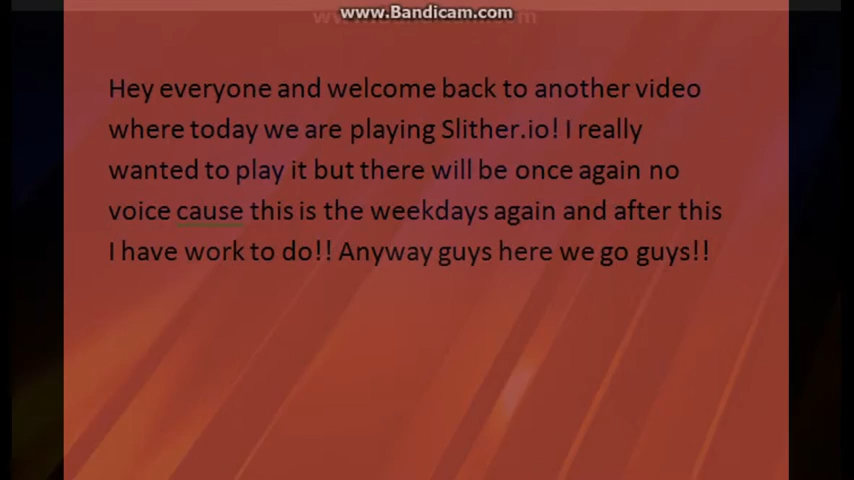 www.Bandicam.com
Hey everyone and welcome back to another video
where today we are playing Slither.io! I really
wanted to play it but there will be once again no
voice cause this is the weekdays again and after this
I have work to do!! Anyway guys here we go guys!!